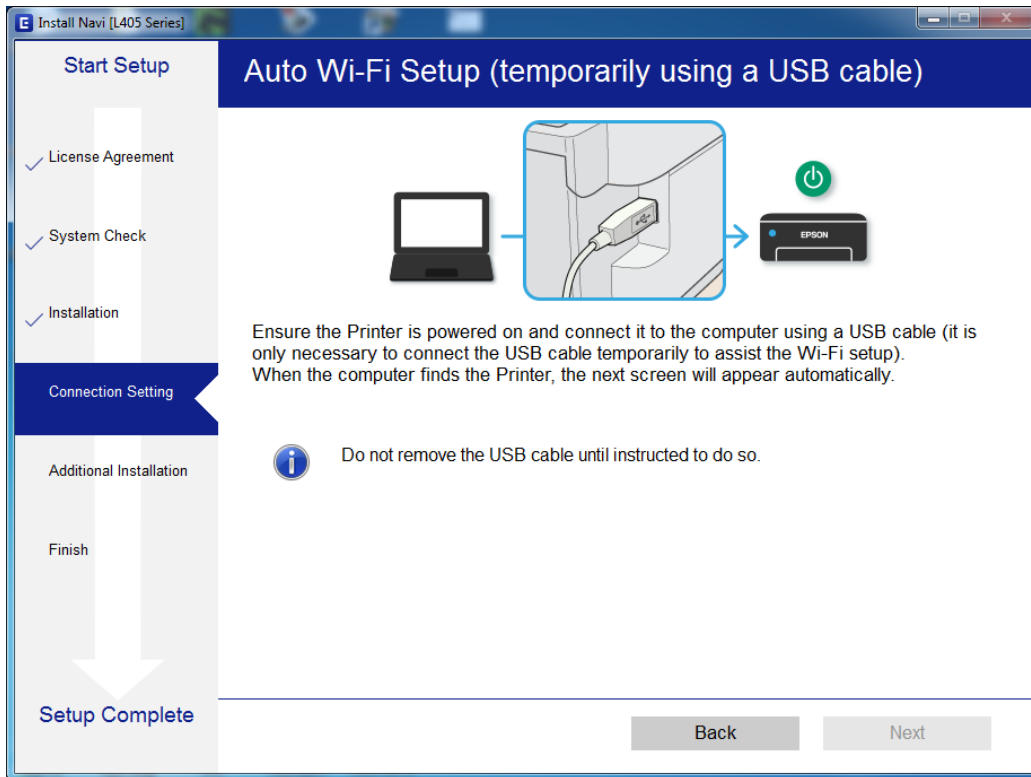 Install Navi [L405 Series]
Start Setup
Auto Wi-Fi Setup (temporarily using a USB cable)
License Agreement
System Check
Installation
Connection Setting
Additional Installation
Finish
Setup Complete
EPSON
Ensure the Printer is powered on and connect it to the computer using a USB cable (it is
only necessary to connect the USB cable temporarily to assist the Wi-Fi setup).
When the computer finds the Printer, the next screen will appear automatically.
Do not remove the USB cable until instructed to do so.
Back
Next